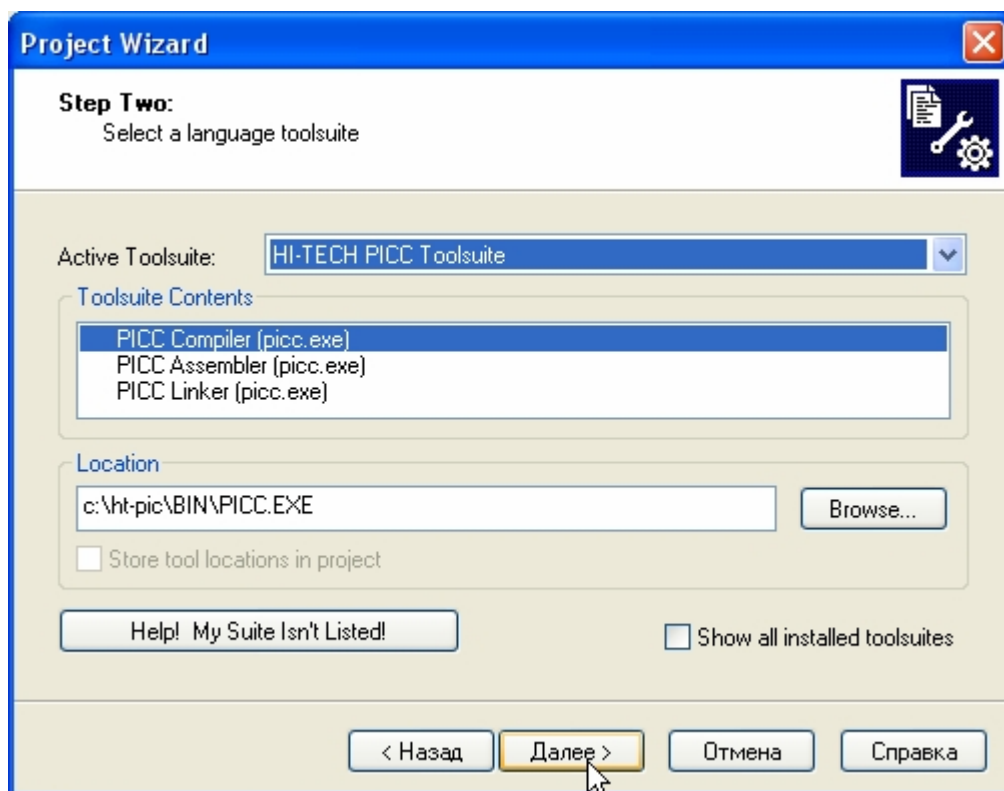 Project Wizard
Step Two:
Select a language toolsuite
Active Toolsuite: HI-TECH PICC Toolsuite
Toolsuite Contents
PICC Compiler (picc.exe)
PICC Assembler (picc.exe)
PICC Linker (picc.exe)
Location
c:\ht-pic\BIN\PICC.EXE Browse...
Store tool locations in project
Help! My Suite Isn't Listed! Show all installed toolsuites
< Назад Далее > Отмена Справка